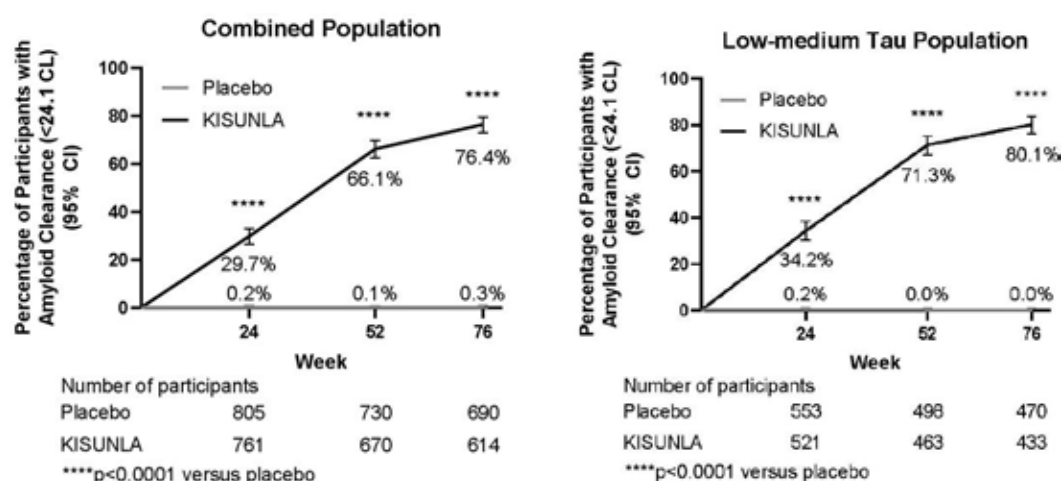 Combined Population
Percentage of Participants with
Amyloid Clearance (<24.1 CL)
(95% CI)
100
80
60
40
20
0
Placebo
KISUNLA
****
****
****
29.7%
66.1%
76.4%
0.2%
0.1%
0.3%
24
52
76
Week
Number of participants
Placebo 805 730 690
KISUNLA 761 670 614
****p<0.0001 versus placebo
Low-medium Tau Population
Percentage of Participants with
Amyloid Clearance (<24.1 CL)
(95% CI)
100
80
60
40
20
0
Placebo
KISUNLA
****
****
****
34.2%
71.3%
80.1%
0.2%
0.0%
0.0%
24
52
76
Week
Number of participants
Placebo 553 498 470
KISUNLA 521 463 433
****p<0.0001 versus placebo